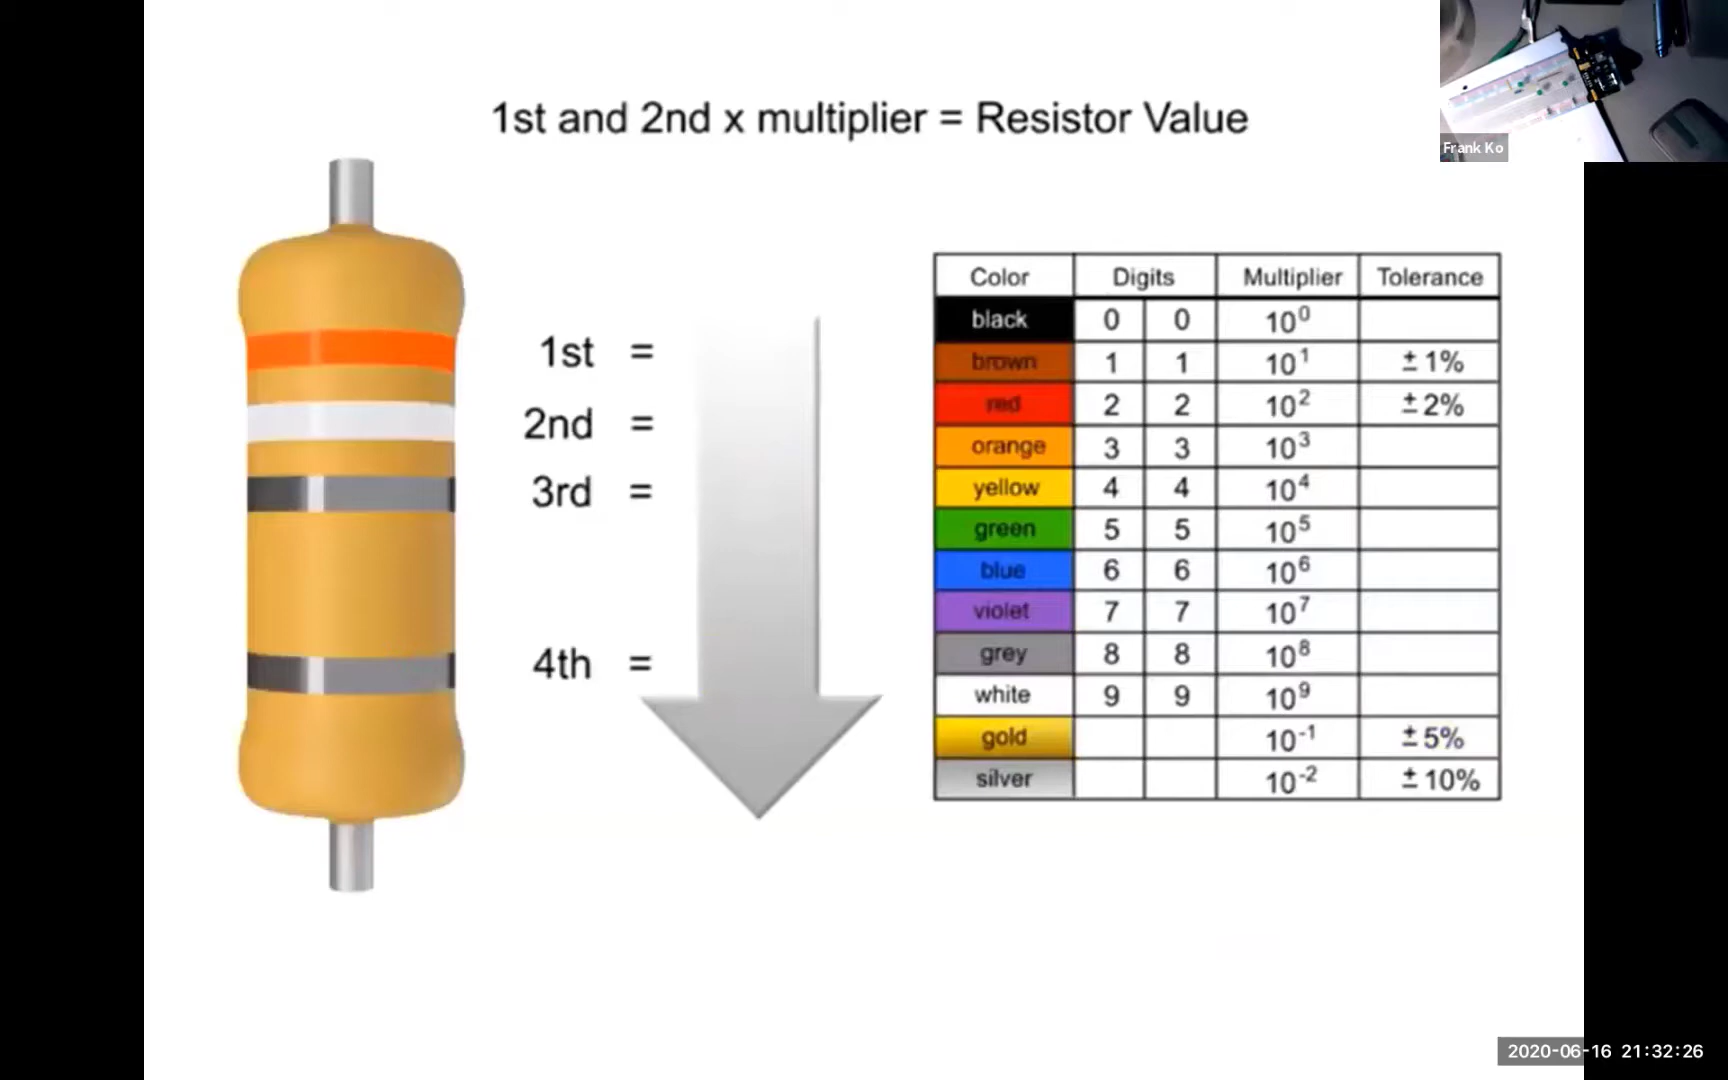 1st and 2nd x multiplier = Resistor Value
Frank Ko
1st =
2nd =
3rd =
4th =
Color Digits Multiplier Tolerance
black 0 0 10⁰
brown 1 1 10¹ ±1%
red 2 2 10² ±2%
orange 3 3 10³
yellow 4 4 10⁴
green 5 5 10⁵
blue 6 6 10⁶
violet 7 7 10⁷
grey 8 8 10⁸
white 9 9 10⁹
gold 10⁻¹ ±5%
silver 10⁻² ±10%
2020-06-16 21:32:26